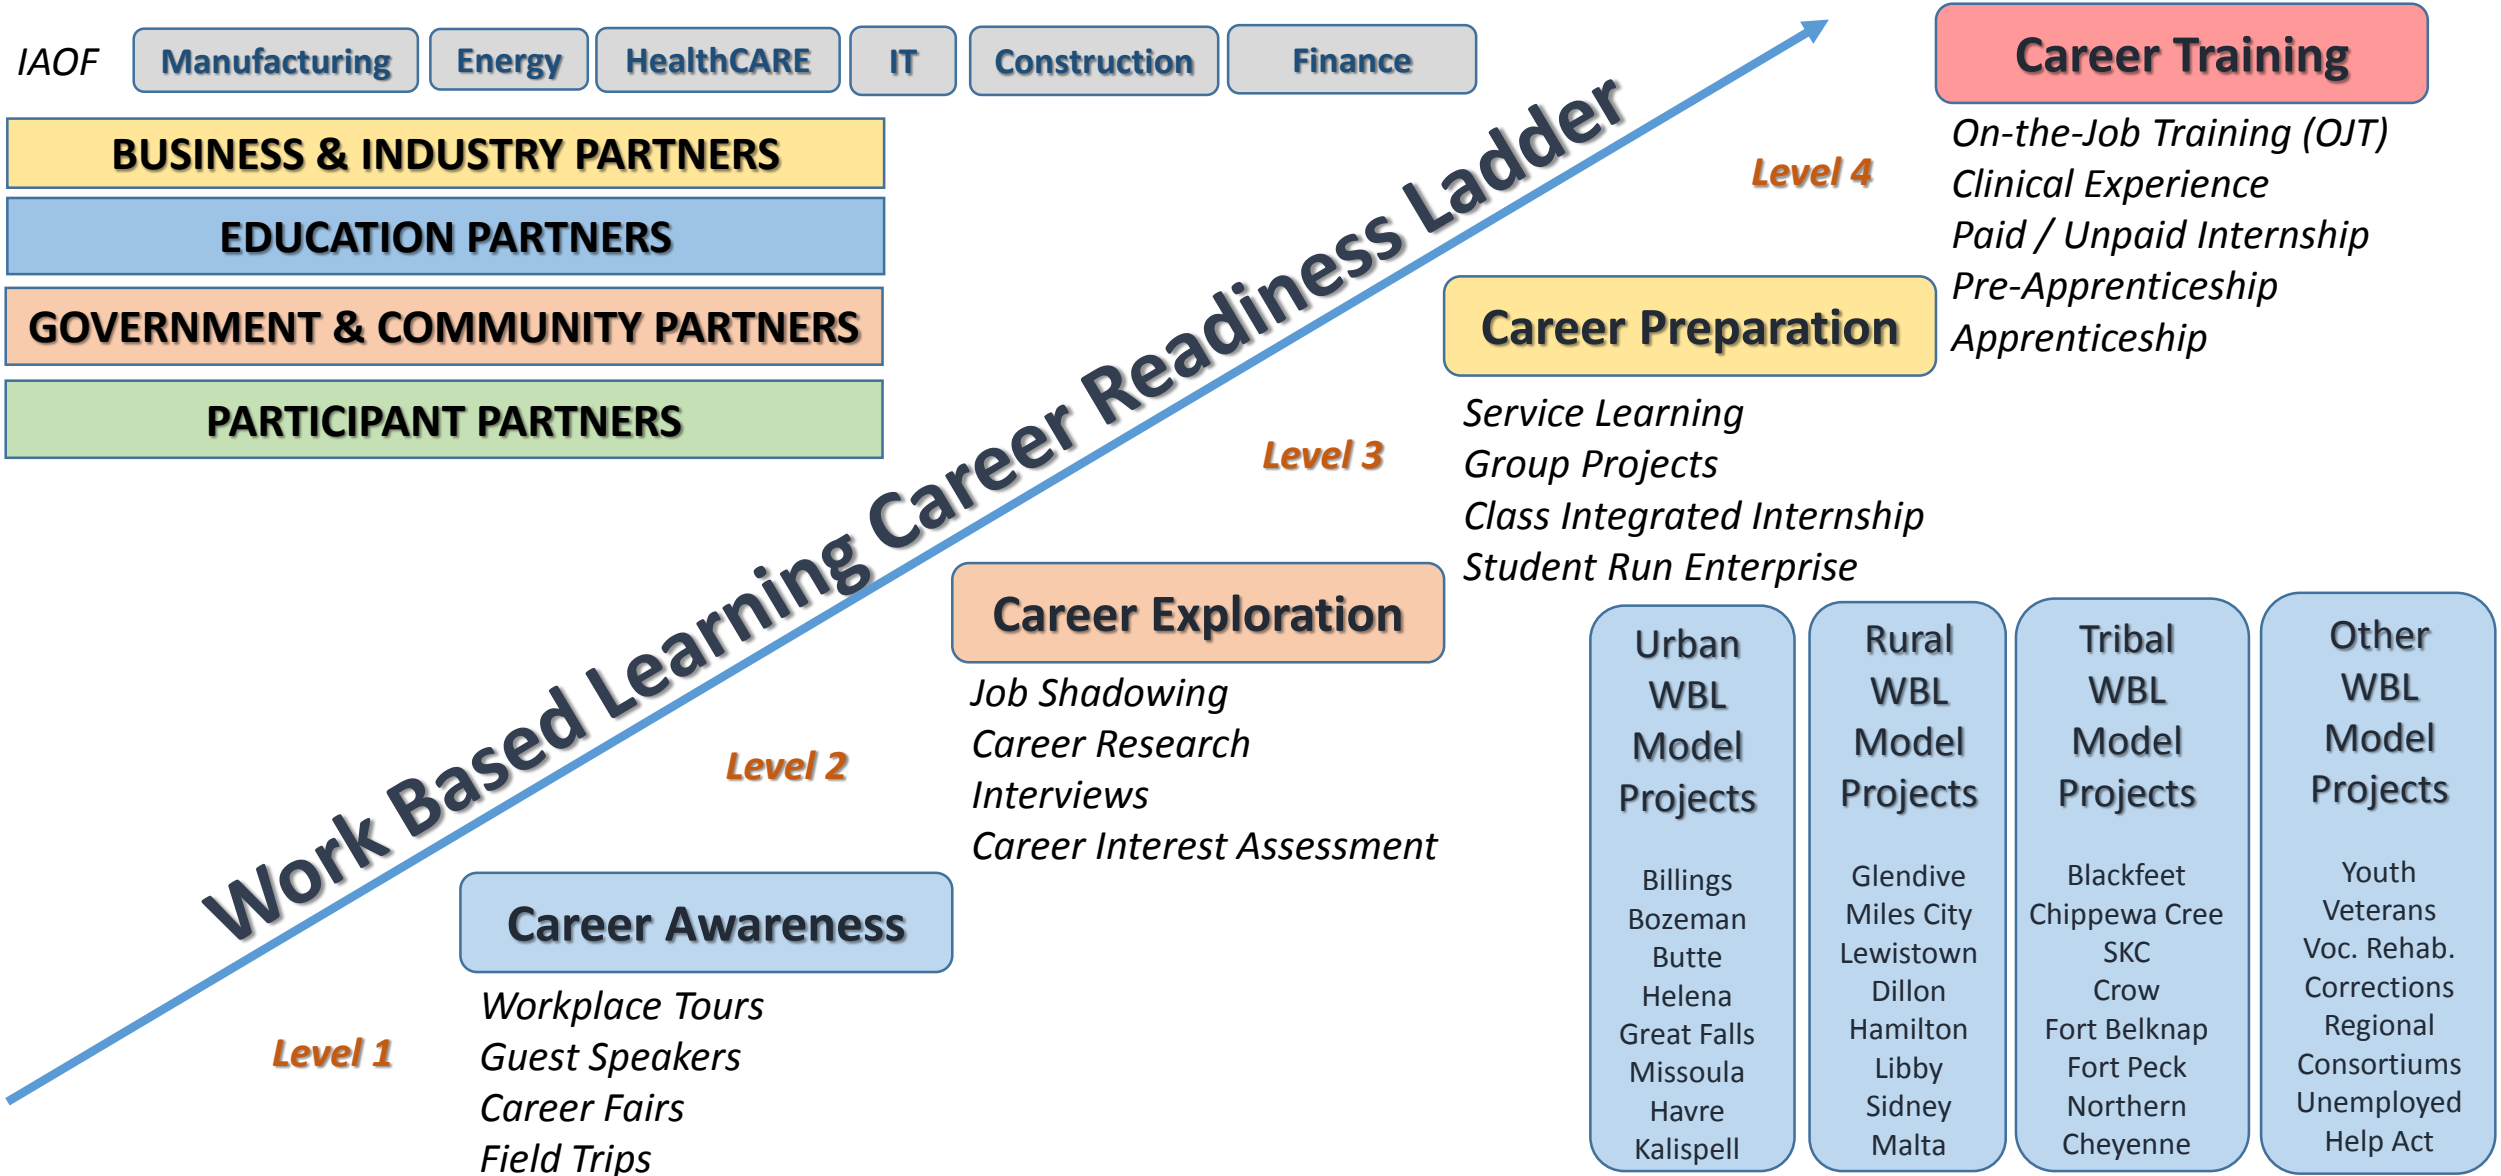 IAOF
Manufacturing
Energy
HealthCARE
IT
Construction
Finance
BUSINESS & INDUSTRY PARTNERS
EDUCATION PARTNERS
GOVERNMENT & COMMUNITY PARTNERS
PARTICIPANT PARTNERS
Work Based Learning Career Readiness Ladder
Level 4
Career Training
On-the-Job Training (OJT)
Clinical Experience
Paid / Unpaid Internship
Pre-Apprenticeship
Apprenticeship
Level 3
Career Preparation
Service Learning
Group Projects
Class Integrated Internship
Student Run Enterprise
Level 2
Career Exploration
Job Shadowing
Career Research
Interviews
Career Interest Assessment
Level 1
Career Awareness
Workplace Tours
Guest Speakers
Career Fairs
Field Trips
Urban
WBL
Model
Projects
Billings
Bozeman
Butte
Helena
Great Falls
Missoula
Havre
Kalispell
Rural
WBL
Model
Projects
Glendive
Miles City
Lewistown
Dillon
Hamilton
Libby
Sidney
Malta
Tribal
WBL
Model
Projects
Blackfeet
Chippewa Cree
SKC
Crow
Fort Belknap
Fort Peck
Northern
Cheyenne
Other
WBL
Model
Projects
Youth
Veterans
Voc. Rehab.
Corrections
Regional
Consortiums
Unemployed
Help Act